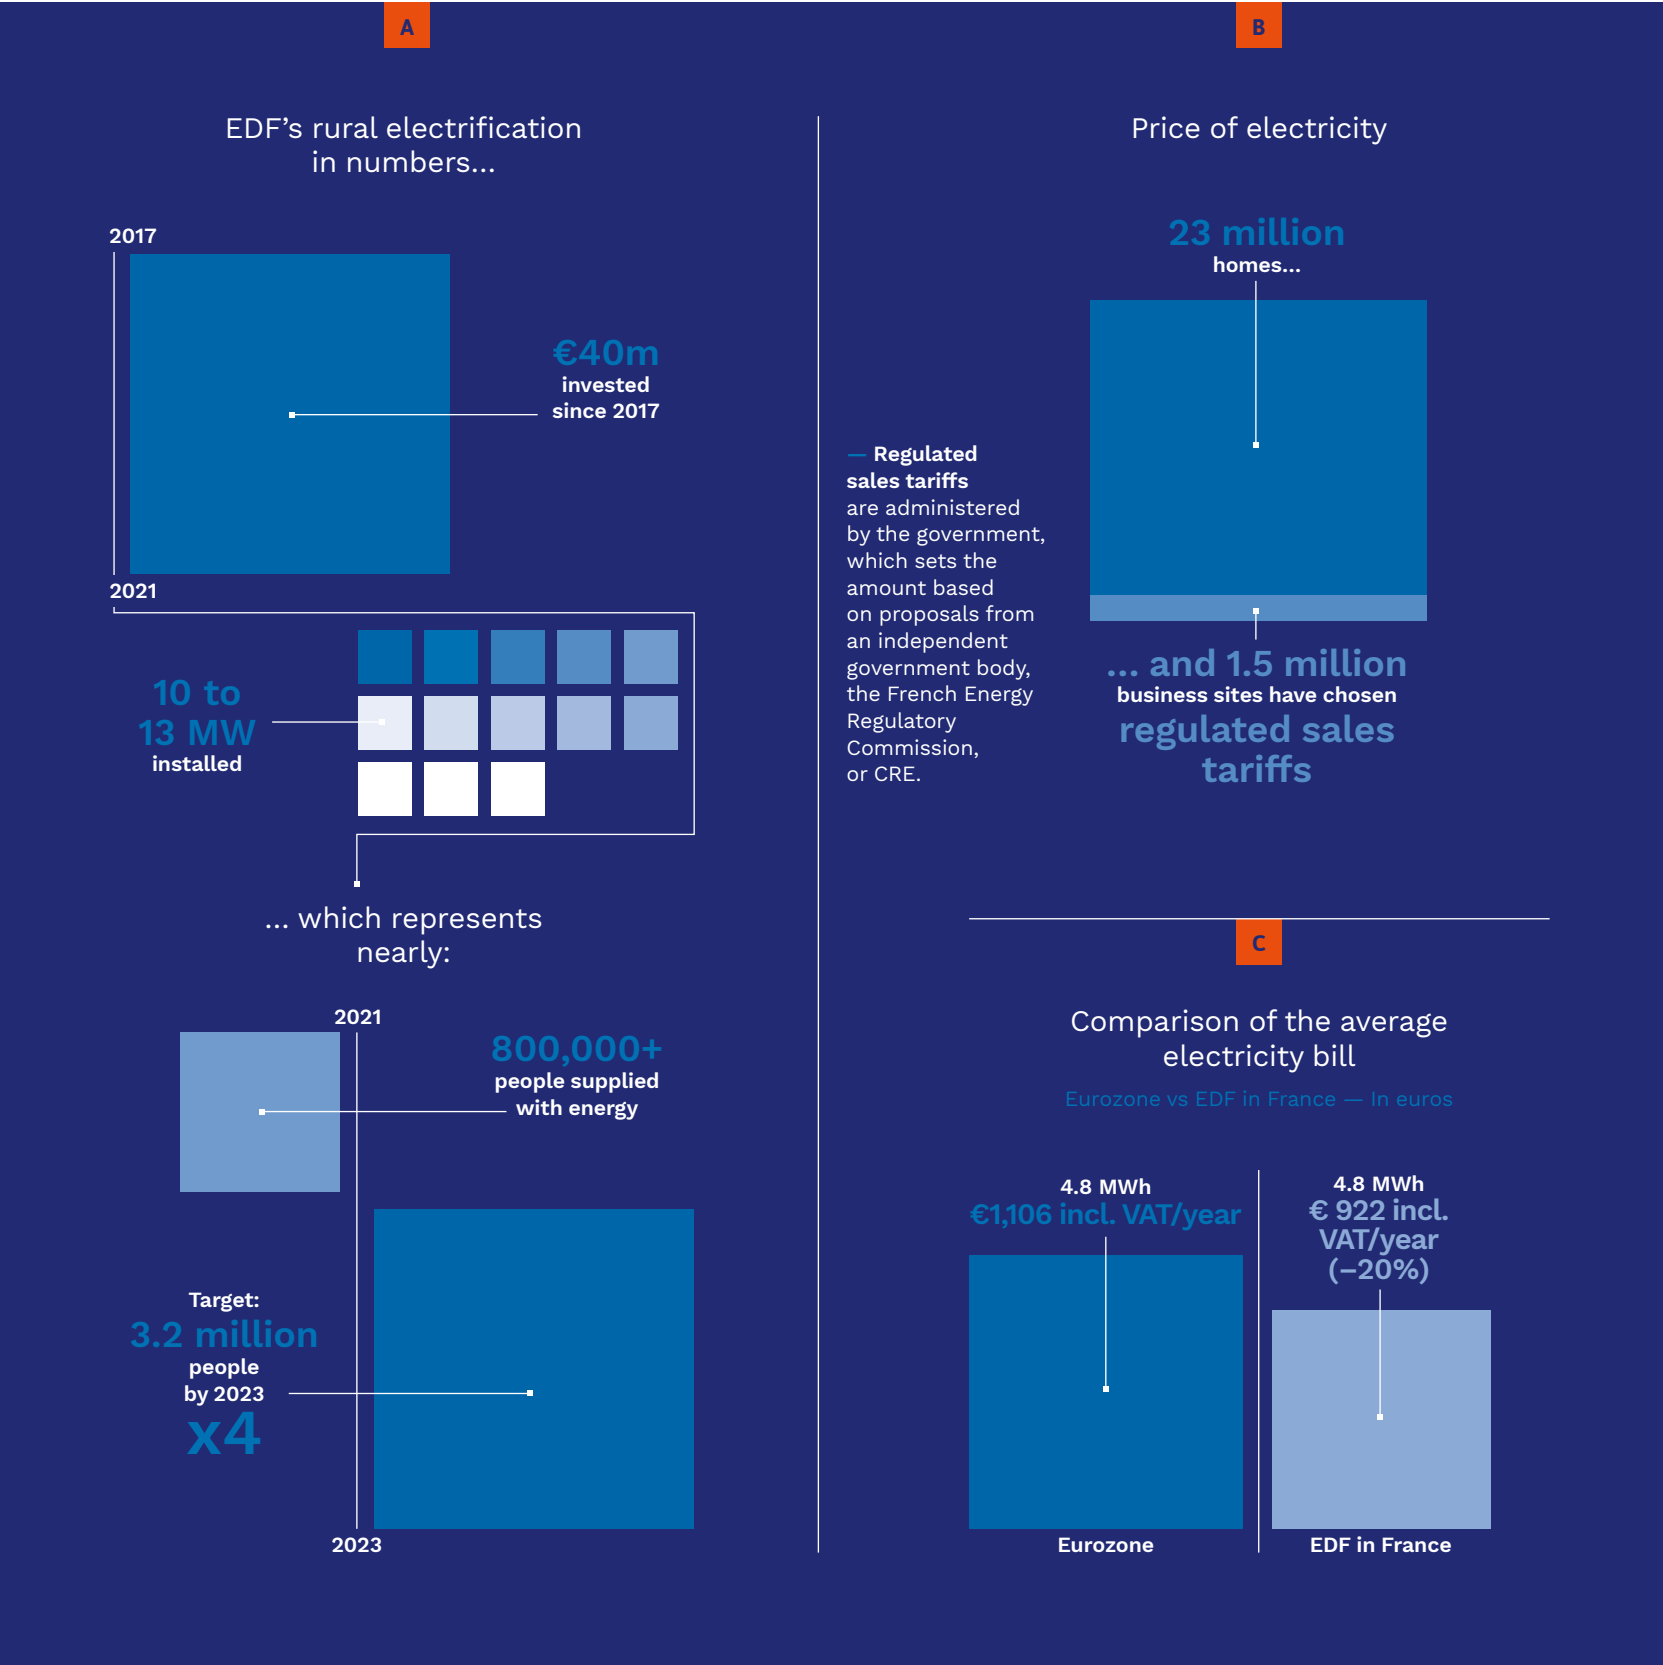 A
EDF’s rural electrification
in numbers...
2017
€40m
invested
since 2017
2021
10 to
13 MW
installed
... which represents
nearly:
2021
800,000+
people supplied
with energy
Target:
3.2 million
people
by 2023
x4
2023
B
Price of electricity
23 million
homes...
— Regulated
sales tariffs
are administered
by the government,
which sets the
amount based
on proposals from
an independent
government body,
the French Energy
Regulatory
Commission,
or CRE.
... and 1.5 million
business sites have chosen
regulated sales
tariffs
C
Comparison of the average
electricity bill
Eurozone vs EDF in France — In euros
4.8 MWh
€1,106 incl. VAT/year
Eurozone
4.8 MWh
€ 922 incl.
VAT/year
(–20%)
EDF in France